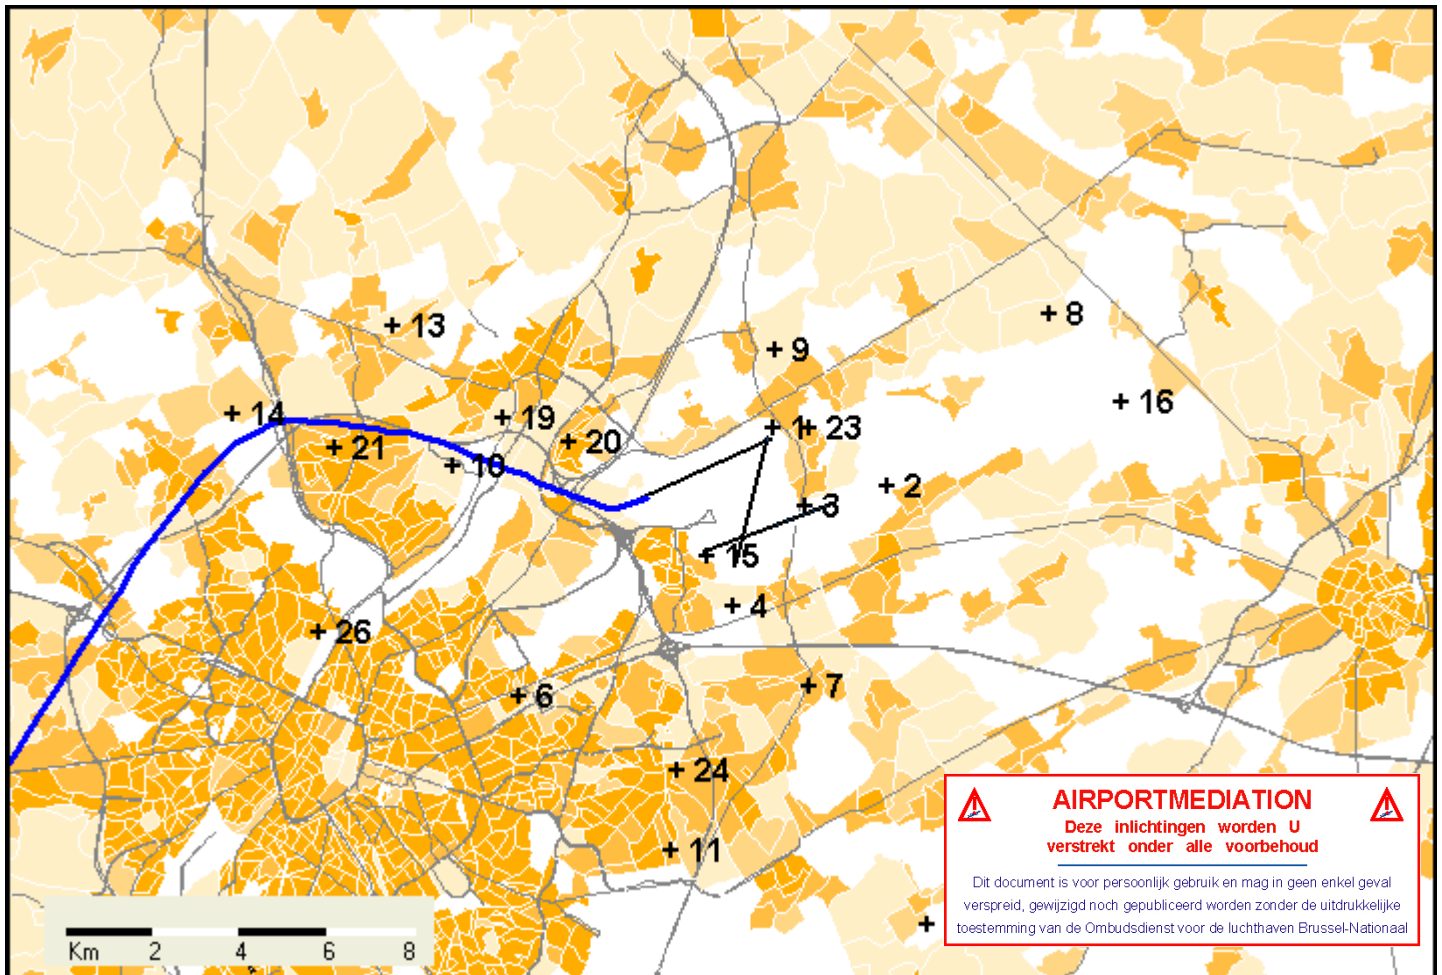 8
13
9
16
14
19
1
23
20
21
10
2
3
15
4
26
7
6
24
11
AIRPORTMEDIATION
Deze inlichtingen worden U
verstrekt onder alle voorbehoud
Dit document is voor persoonlijk gebruik en mag in geen enkel geval
verspreid, gewijzigd noch gepubliceerd worden zonder de uitdrukkelijke
toestemming van de Ombudsdienst voor de luchthaven Brussel-Nationaal
Km 2 4 6 8